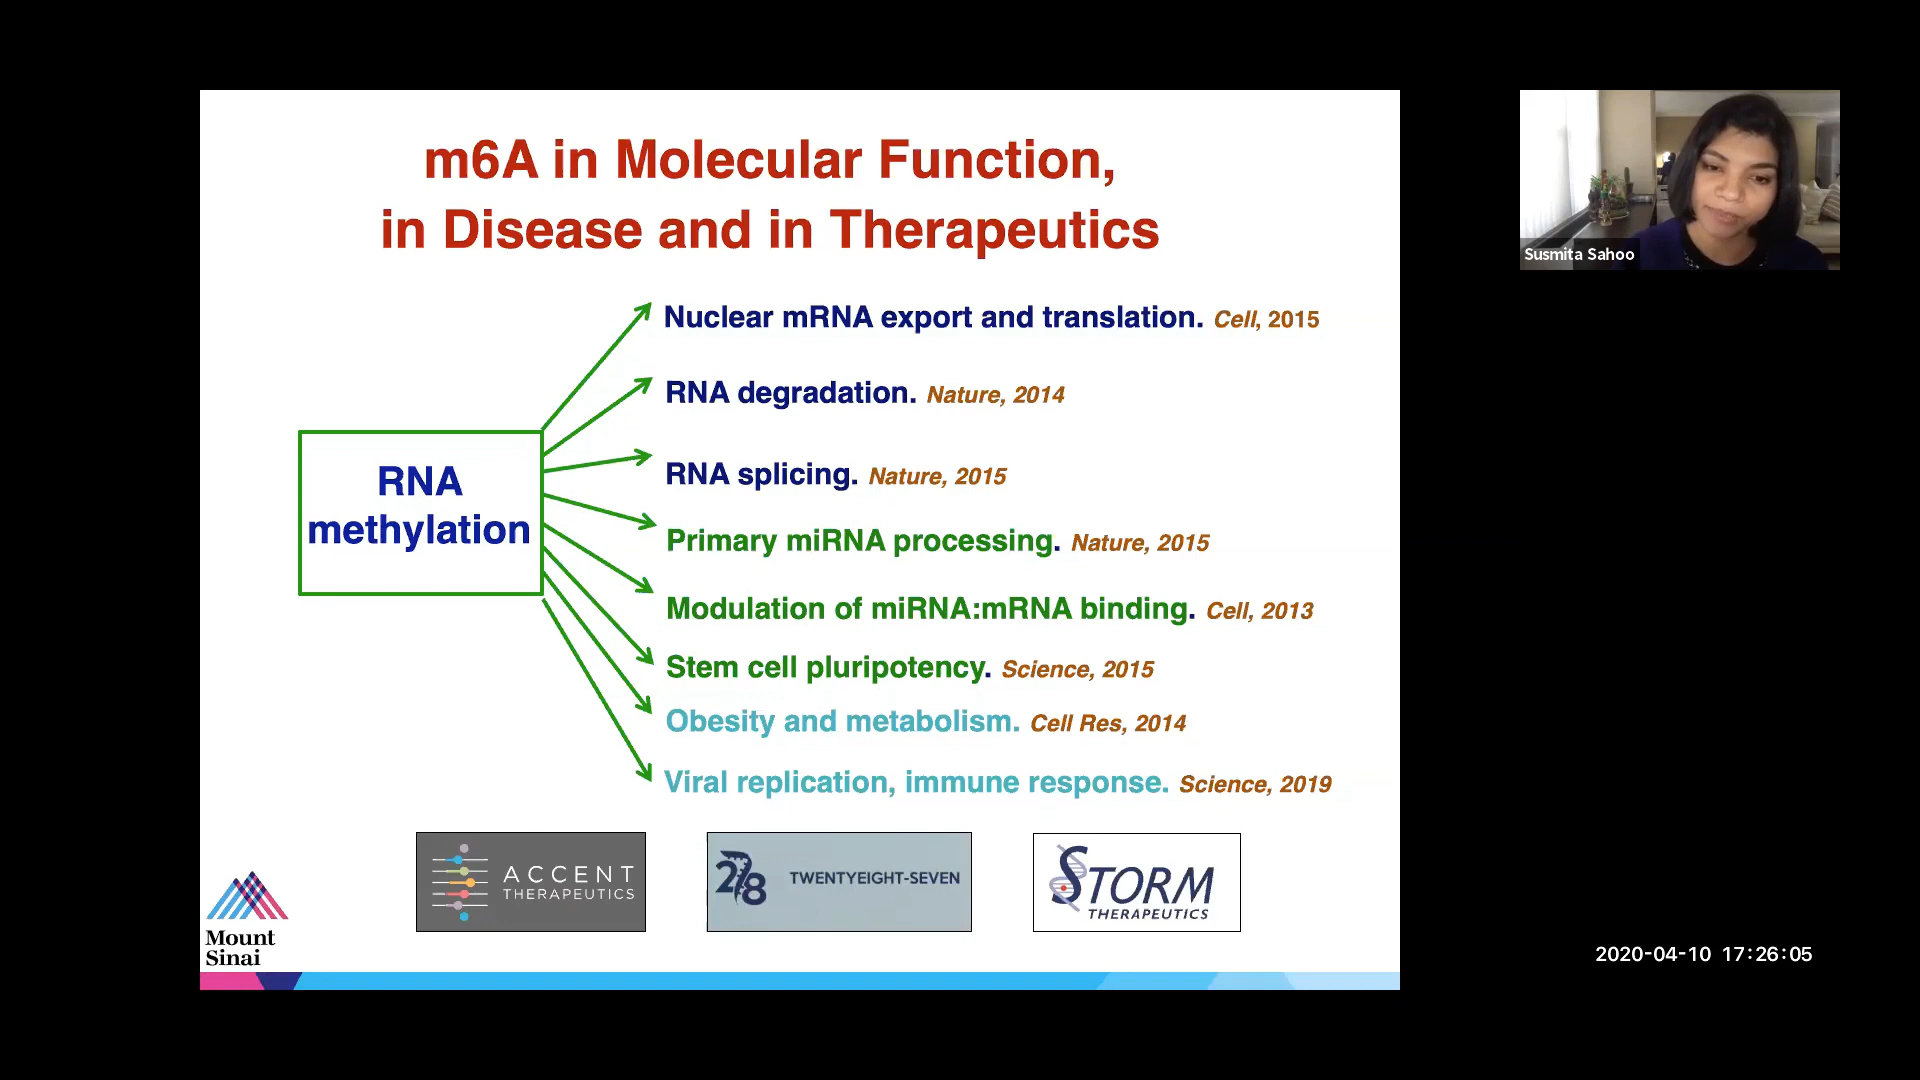 m6A in Molecular Function,
in Disease and in Therapeutics
RNA
methylation
Nuclear mRNA export and translation. Cell, 2015
RNA degradation. Nature, 2014
RNA splicing. Nature, 2015
Primary miRNA processing. Nature, 2015
Modulation of miRNA:mRNA binding. Cell, 2013
Stem cell pluripotency. Science, 2015
Obesity and metabolism. Cell Res, 2014
Viral replication, immune response. Science, 2019
ACCENT
THERAPEUTICS
28
7
TWENTYEIGHT-SEVEN
STORM
THERAPEUTICS
Mount
Sinai
Susmita Sahoo
2020-04-10 17:26:05